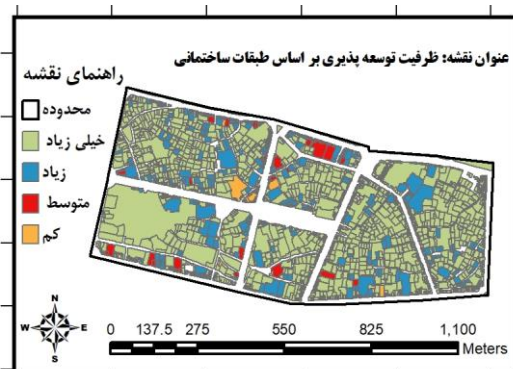 عنوان نقشه: ظرفیت توسعه پذیری بر اساس طبقات ساختمانی
راهنمای نقشه
محدوده
خیلی زیاد
زیاد
متوسط
کم
N
W E
S
0 137.5 275 550 825 1,100
Meters